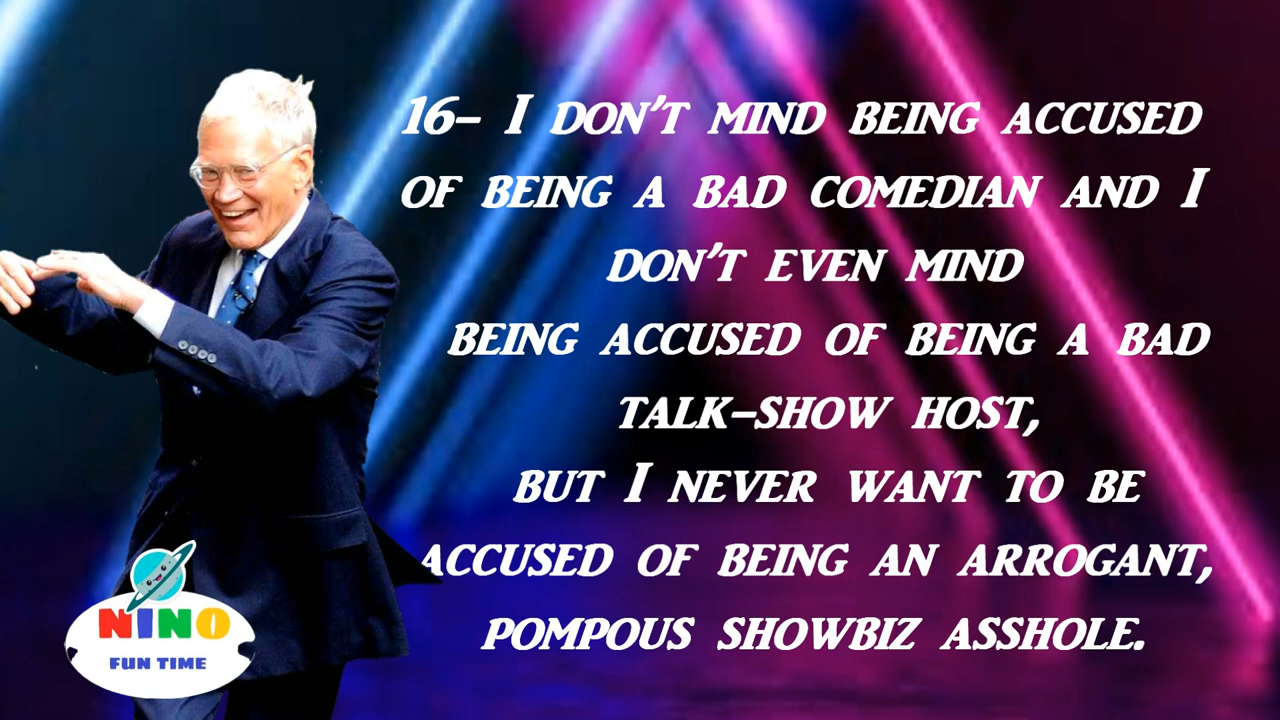 16- I DON'T MIND BEING ACCUSED
OF BEING A BAD COMEDIAN AND I
DON'T EVEN MIND
BEING ACCUSED OF BEING A BAD
TALK-SHOW HOST,
BUT I NEVER WANT TO BE
ACCUSED OF BEING AN ARROGANT,
POMPOUS SHOWBIZ ASSHOLE.
NINO
FUN TIME